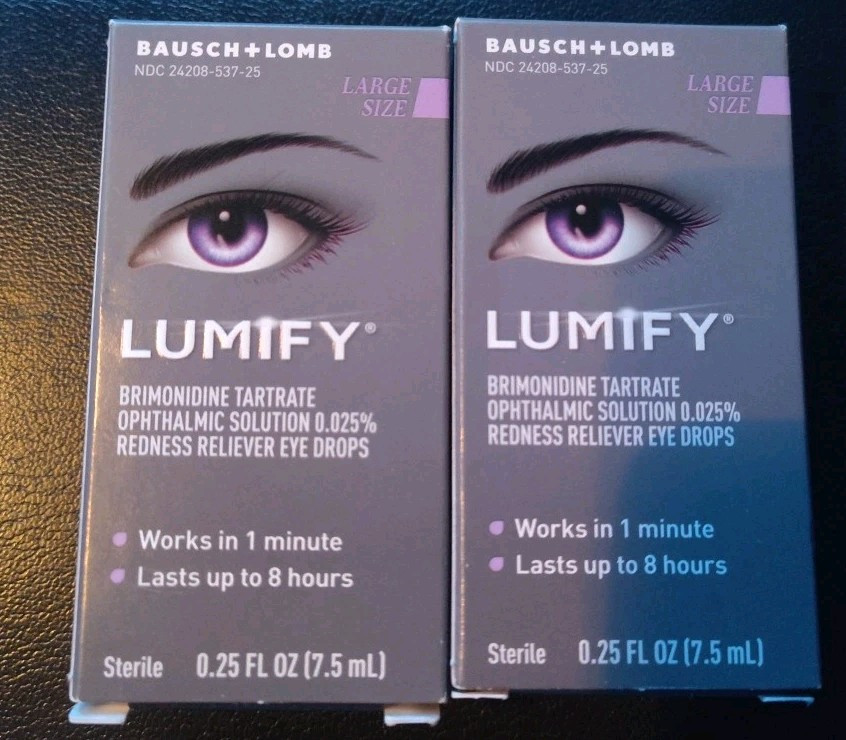 BAUSCH+LOMB
NDC 24208-537-25
LARGE
SIZE
LUMIFY®
BRIMONIDINE TARTRATE
OPHTHALMIC SOLUTION 0.025%
REDNESS RELIEVER EYE DROPS
Works in 1 minute
Lasts up to 8 hours
Sterile 0.25 FL OZ (7.5 mL)
BAUSCH+LOMB
NDC 24208-537-25
LARGE
SIZE
LUMIFY®
BRIMONIDINE TARTRATE
OPHTHALMIC SOLUTION 0.025%
REDNESS RELIEVER EYE DROPS
Works in 1 minute
Lasts up to 8 hours
Sterile 0.25 FL OZ (7.5 mL)